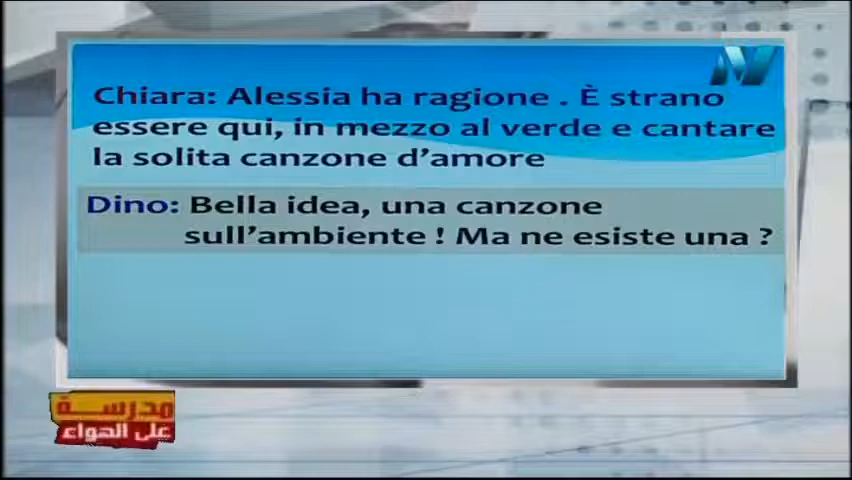 Chiara: Alessia ha ragione . È strano
essere qui, in mezzo al verde e cantare
la solita canzone d’amore
Dino: Bella idea, una canzone
sull’ambiente ! Ma ne esiste una ?
مدرسة
على الهواء